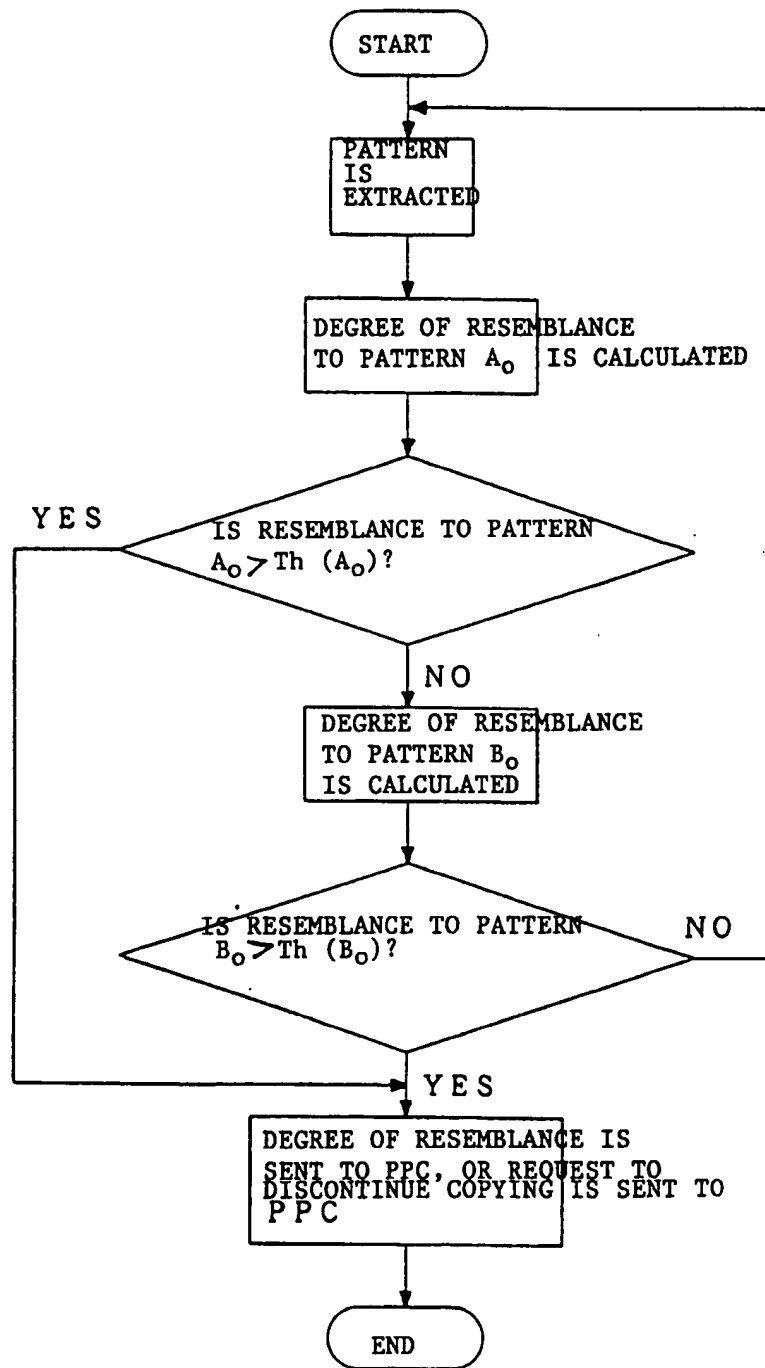 START
PATTERN
IS
EXTRACTED
DEGREE OF RESEMBLANCE
TO PATTERN A₀ IS CALCULATED
YES
IS RESEMBLANCE TO PATTERN
A₀>Th (A₀)?
NO
DEGREE OF RESEMBLANCE
TO PATTERN B₀
IS CALCULATED
IS RESEMBLANCE TO PATTERN
B₀>Th (B₀)?
NO
YES
DEGREE OF RESEMBLANCE IS
SENT TO PPC, OR REQUEST TO
DISCONTINUE COPYING IS SENT TO
PPC
END